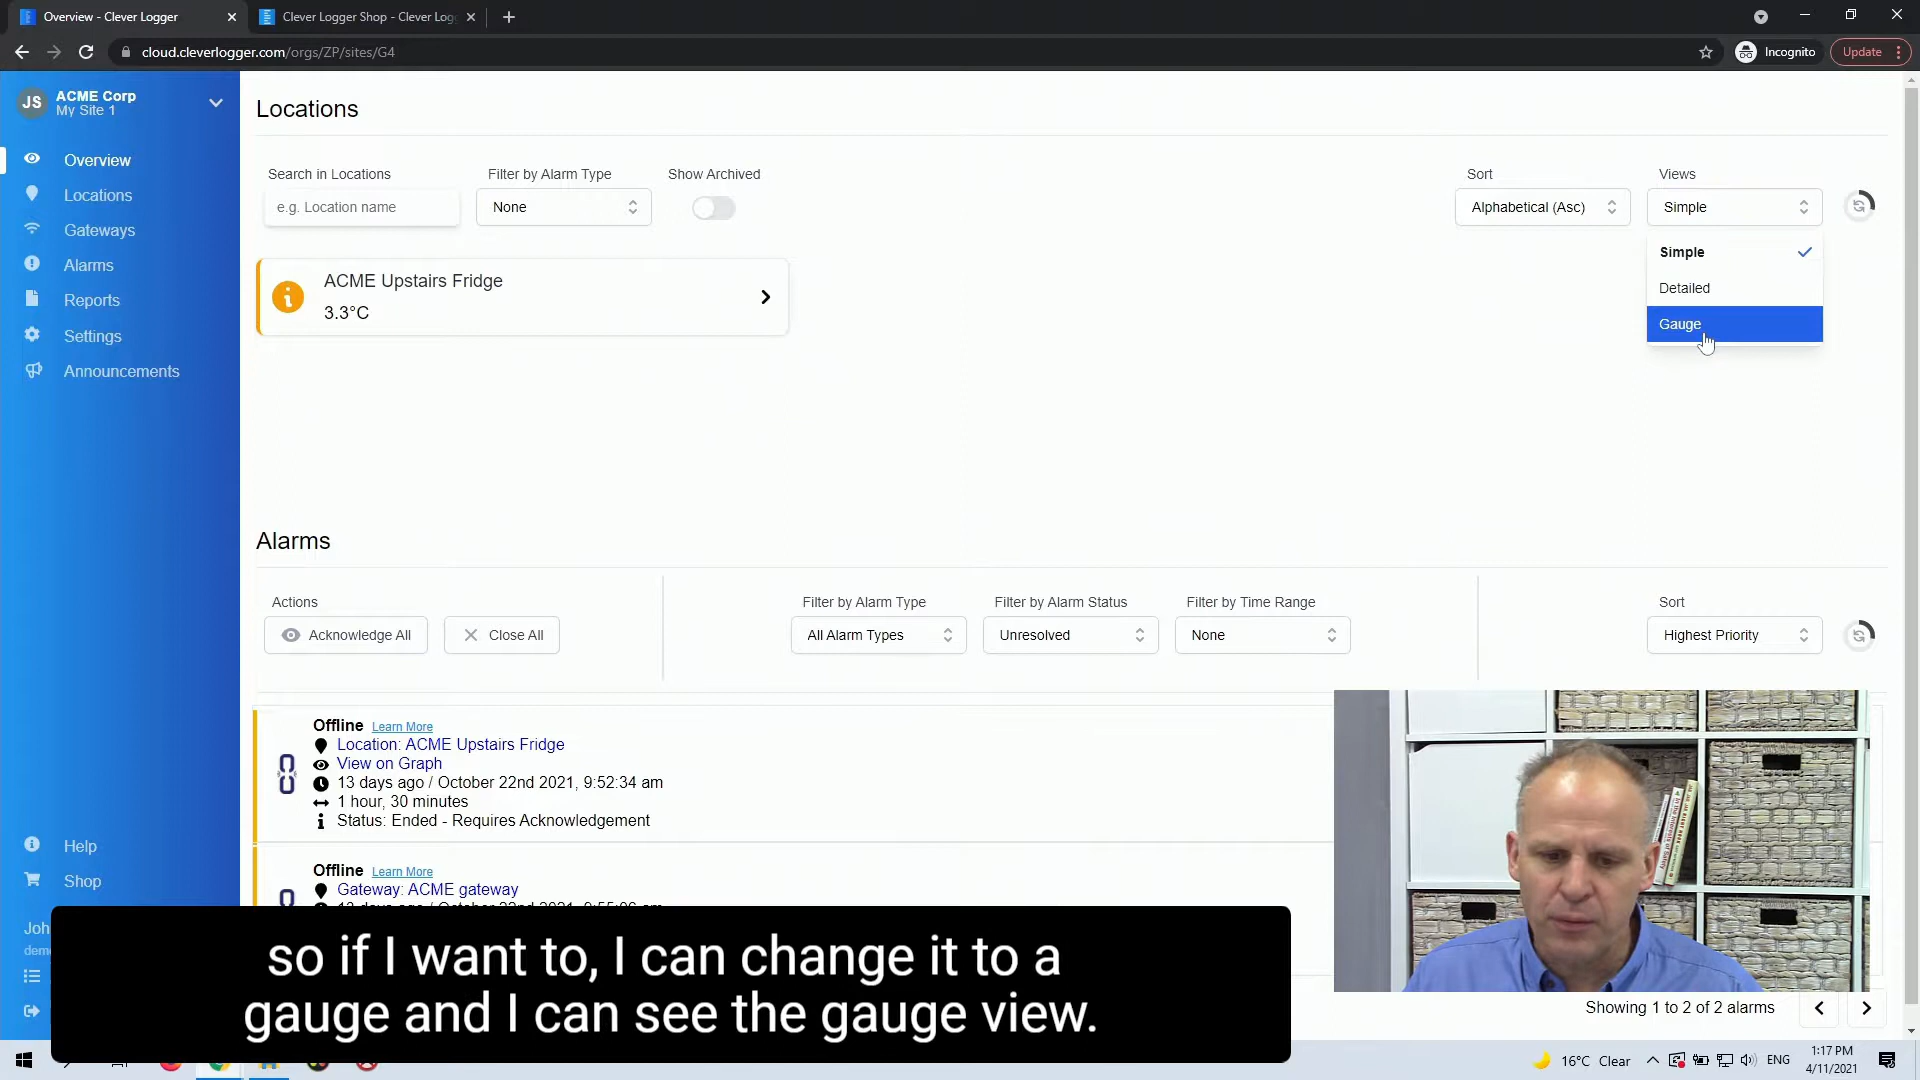 Overview - Clever Logger
Clever Logger Shop - Clever Log
cloud.cleverlogger.com/orgs/ZP/sites/G4
Incognito
Update
JS
ACME Corp
My Site 1
Overview
Locations
Gateways
Alarms
Reports
Settings
Announcements
Help
Shop
Joh
dem
Locations
Search in Locations
Filter by Alarm Type
Show Archived
Sort
Views
e.g. Location name
None
Alphabetical (Asc)
Simple
Simple
Detailed
Gauge
ACME Upstairs Fridge
3.3°C
Alarms
Actions
Filter by Alarm Type
Filter by Alarm Status
Filter by Time Range
Sort
Acknowledge All
Close All
All Alarm Types
Unresolved
None
Highest Priority
Offline Learn More
Location: ACME Upstairs Fridge
View on Graph
13 days ago / October 22nd 2021, 9:52:34 am
1 hour, 30 minutes
Status: Ended - Requires Acknowledgement
Offline Learn More
Gateway: ACME gateway
Showing 1 to 2 of 2 alarms
so if I want to, I can change it to a
gauge and I can see the gauge view.
16°C Clear
ENG
1:17 PM
4/11/2021